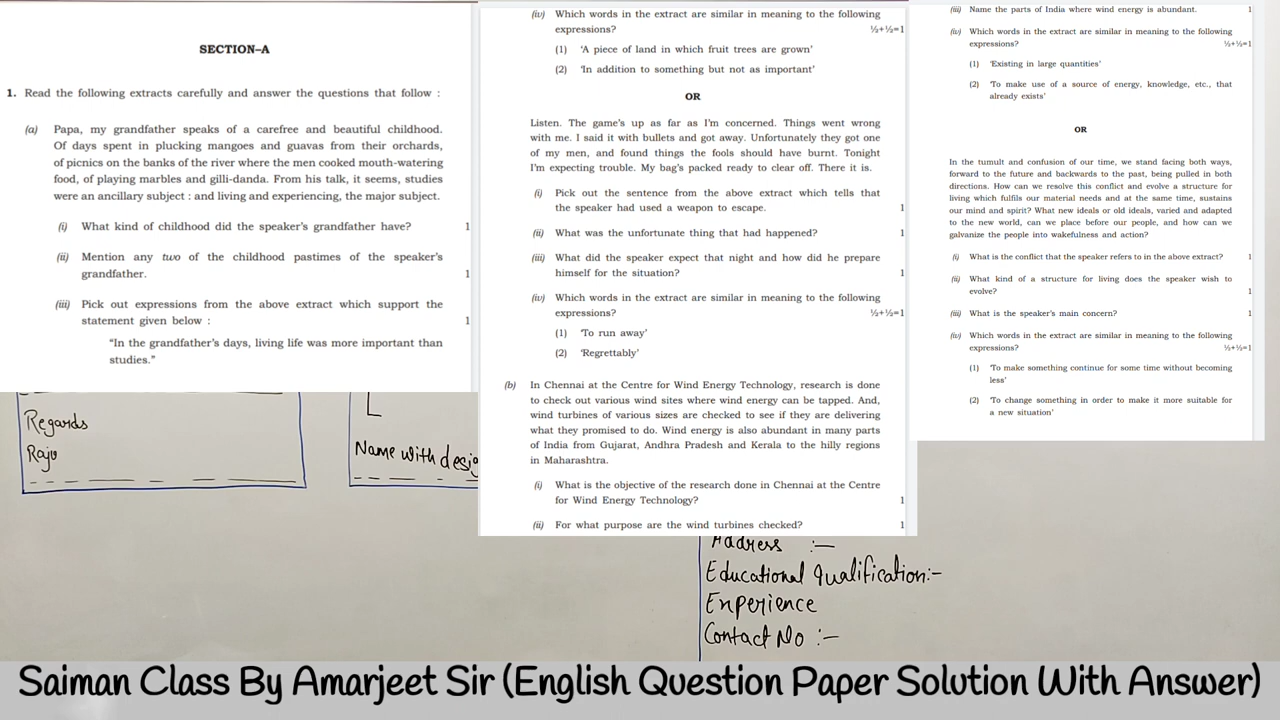 SECTION–A
1. Read the following extracts carefully and answer the questions that follow :
(a) Papa, my grandfather speaks of a carefree and beautiful childhood.
Of days spent in plucking mangoes and guavas from their orchards,
of picnics on the banks of the river where the men cooked mouth-watering
food, of playing marbles and gilli-danda. From his talk, it seems, studies
were an ancillary subject : and living and experiencing, the major subject.
(i) What kind of childhood did the speaker's grandfather have? 1
(ii) Mention any two of the childhood pastimes of the speaker's
grandfather. 1
(iii) Pick out expressions from the above extract which support the
statement given below : 1
“In the grandfather's days, living life was more important than
studies.”
Regards
Raju
Name with desig
(iv) Which words in the extract are similar in meaning to the following
expressions? ½+½=1
(1) ‘A piece of land in which fruit trees are grown’
(2) ‘In addition to something but not as important’
OR
Listen. The game's up as far as I'm concerned. Things went wrong
with me. I said it with bullets and got away. Unfortunately they got one
of my men, and found things the fools should have burnt. Tonight
I'm expecting trouble. My bag's packed ready to clear off. There it is.
(i) Pick out the sentence from the above extract which tells that
the speaker had used a weapon to escape. 1
(ii) What was the unfortunate thing that had happened? 1
(iii) What did the speaker expect that night and how did he prepare
himself for the situation? 1
(iv) Which words in the extract are similar in meaning to the following
expressions? ½+½=1
(1) ‘To run away’
(2) ‘Regrettably’
(b) In Chennai at the Centre for Wind Energy Technology, research is done
to check out various wind sites where wind energy can be tapped. And,
wind turbines of various sizes are checked to see if they are delivering
what they promised to do. Wind energy is also abundant in many parts
of India from Gujarat, Andhra Pradesh and Kerala to the hilly regions
in Maharashtra.
(i) What is the objective of the research done in Chennai at the Centre
for Wind Energy Technology? 1
(ii) For what purpose are the wind turbines checked? 1
(iii) Name the parts of India where wind energy is abundant. 1
(iv) Which words in the extract are similar in meaning to the following
expressions? ½+½=1
(1) ‘Existing in large quantities’
(2) ‘To make use of a source of energy, knowledge, etc., that
already exists’
OR
In the tumult and confusion of our time, we stand facing both ways,
forward to the future and backwards to the past, being pulled in both
directions. How can we resolve this conflict and evolve a structure for
living which fulfils our material needs and at the same time, sustains
our mind and spirit? What new ideals or old ideals, varied and adapted
to the new world, can we place before our people, and how can we
galvanize the people into wakefulness and action?
(i) What is the conflict that the speaker refers to in the above extract? 1
(ii) What kind of a structure for living does the speaker wish to
evolve? 1
(iii) What is the speaker's main concern? 1
(iv) Which words in the extract are similar in meaning to the following
expressions? ½+½=1
(1) ‘To make something continue for some time without becoming
less’
(2) ‘To change something in order to make it more suitable for
a new situation’
Address :–
Educational Qualification:–
Experience
Contact No :–
Saiman Class By Amarjeet Sir (English Question Paper Solution With Answer)